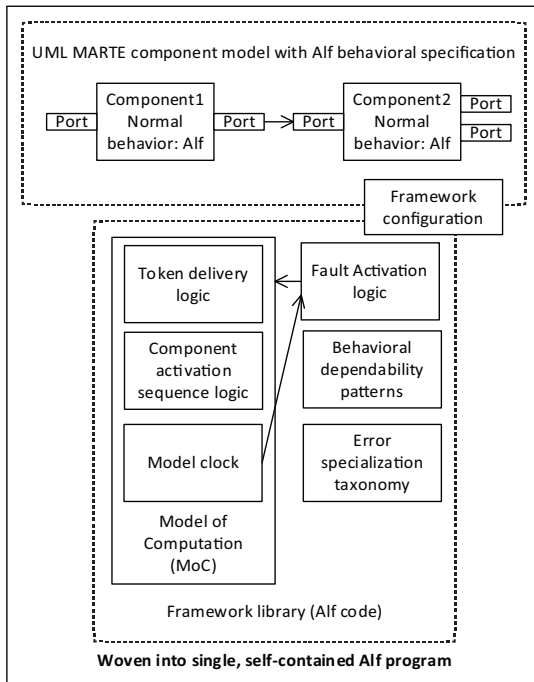 UML MARTE component model with Alf behavioral specification
Port
Component1
Normal
behavior: Alf
Port
Port
Component2
Normal
behavior: Alf
Port
Port
Framework
configuration
Token delivery
logic
Fault Activation
logic
Component
activation
sequence logic
Behavioral
dependability
patterns
Model clock
Error
specialization
taxonomy
Model of
Computation
(MoC)
Framework library (Alf code)
Woven into single, self-contained Alf program